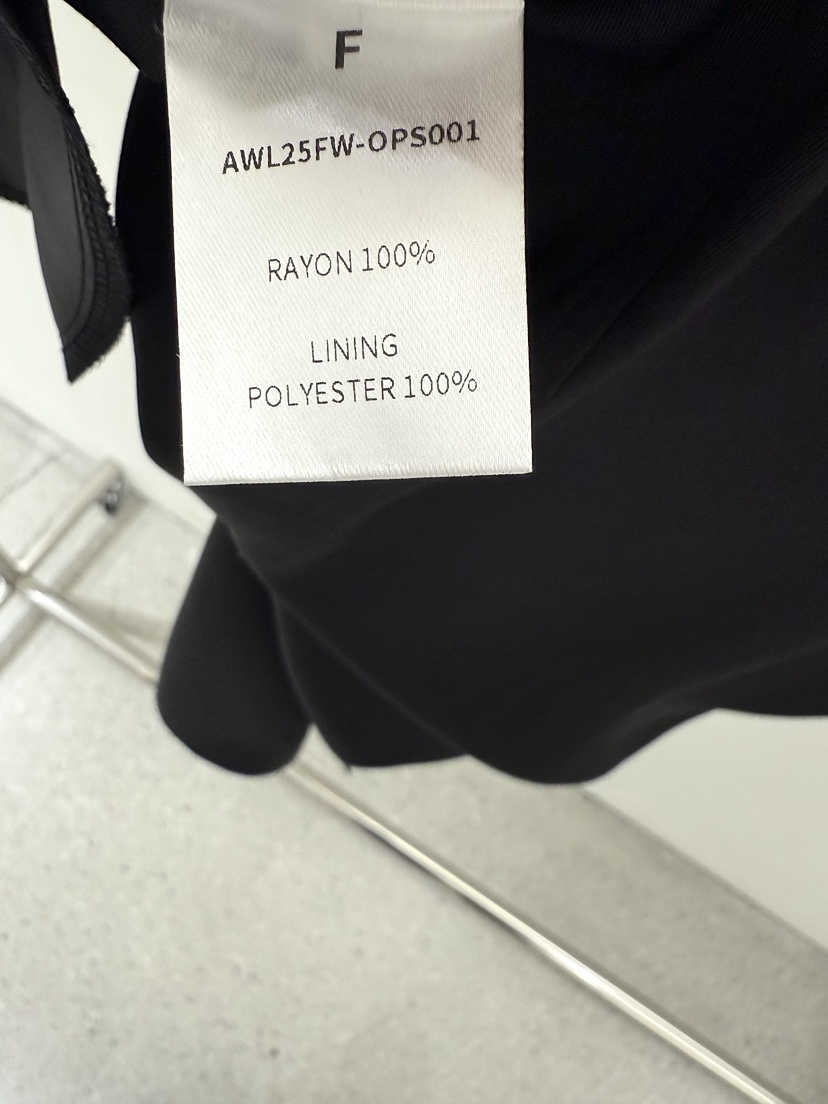 F
AWL25FW-OPS001
RAYON 100%
LINING
POLYESTER 100%